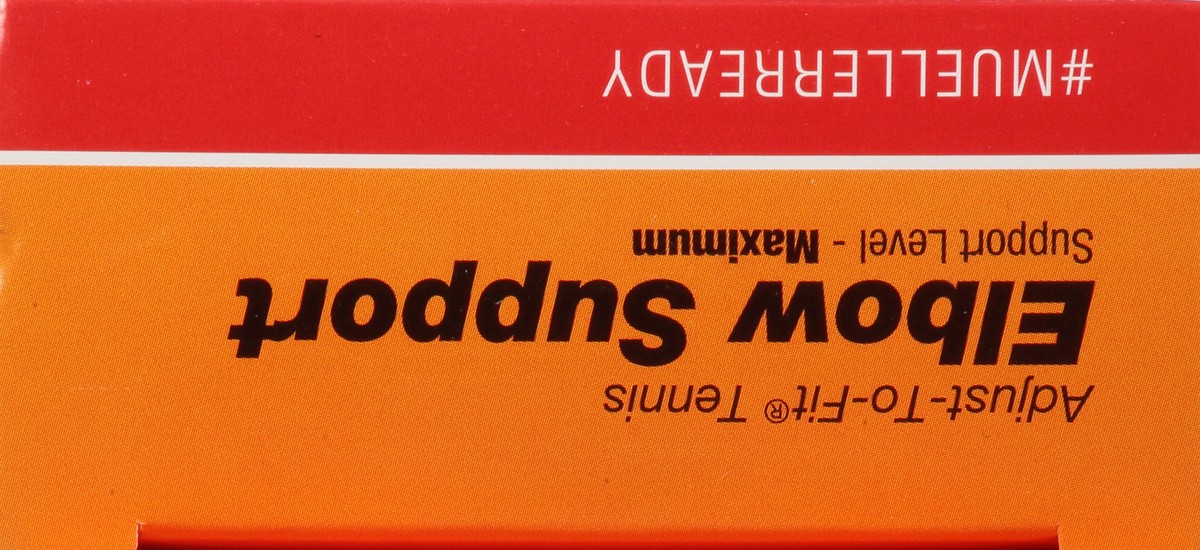 Adjust-To-Fit® Tennis
Elbow Support
Support Level - Maximum
#MUELLERREADY